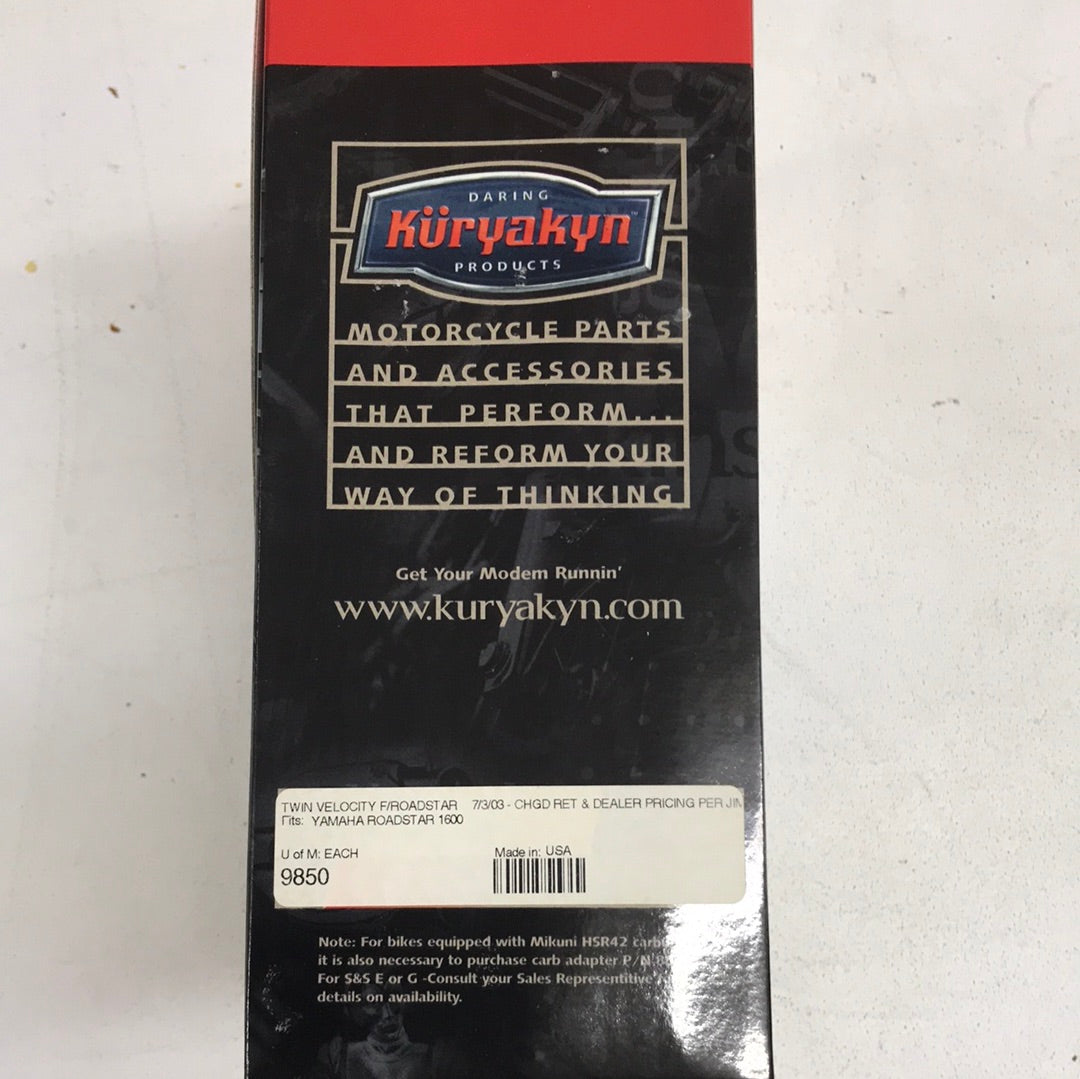 DARING
Küryakyn
PRODUCTS
MOTORCYCLE PARTS
AND ACCESSORIES
THAT PERFORM...
AND REFORM YOUR
WAY OF THINKING
Get Your Modem Runnin'
www.kuryakyn.com
TWIN VELOCITY F/ROADSTAR 7/3/03 - CHGD RET & DEALER PRICING PER JIM
Fits: YAMAHA ROADSTAR 1600
U of M: EACH
Made in: USA
9850
Note: For bikes equipped with Mikuni HSR42
it is also necessary to purchase carb adapter P/N
For S&S E or G -Consult your Sales Representitive
details on availability.